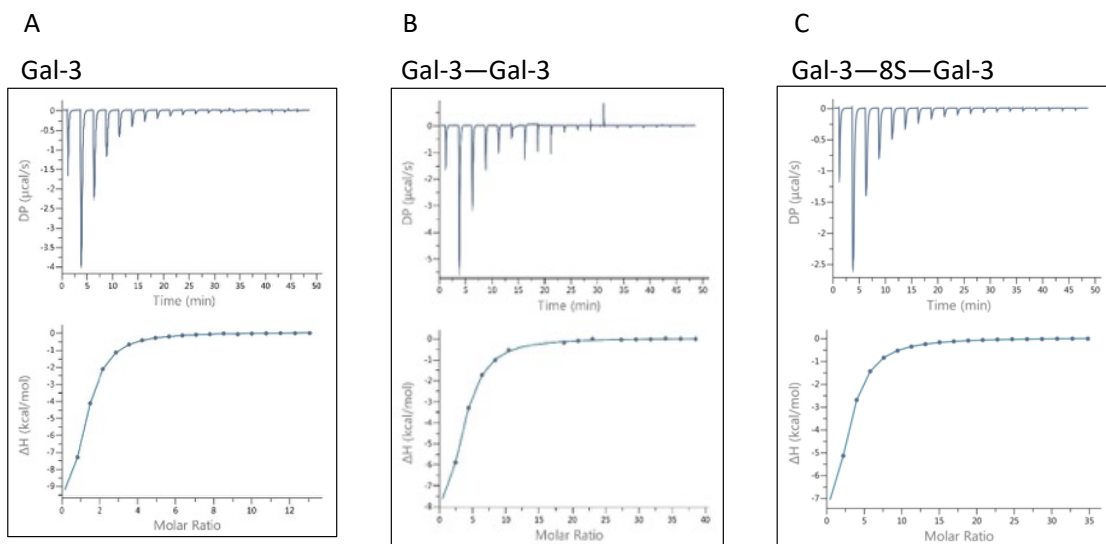 A
Gal-3
0
-0.5
-1
-1.5
-2
-2.5
-3
-3.5
-4
DP (µcal/s)
0 5 10 15 20 25 30 35 40 45 50
Time (min)
0
-1
-2
-3
-4
-5
-6
-7
-8
-9
ΔH (kcal/mol)
0 2 4 6 8 10 12
Molar Ratio
B
Gal-3—Gal-3
0
-1
-2
-3
-4
-5
DP (µcal/s)
0 5 10 15 20 25 30 35 40 45 50
Time (min)
0
-1
-2
-3
-4
-5
-6
-7
-8
ΔH (kcal/mol)
0 5 10 15 20 25 30 35 40
Molar Ratio
C
Gal-3—8S—Gal-3
0
-0.5
-1
-1.5
-2
-2.5
DP (µcal/s)
0 5 10 15 20 25 30 35 40 45 50
Time (min)
0
-1
-2
-3
-4
-5
-6
-7
ΔH (kcal/mol)
0 5 10 15 20 25 30 35
Molar Ratio